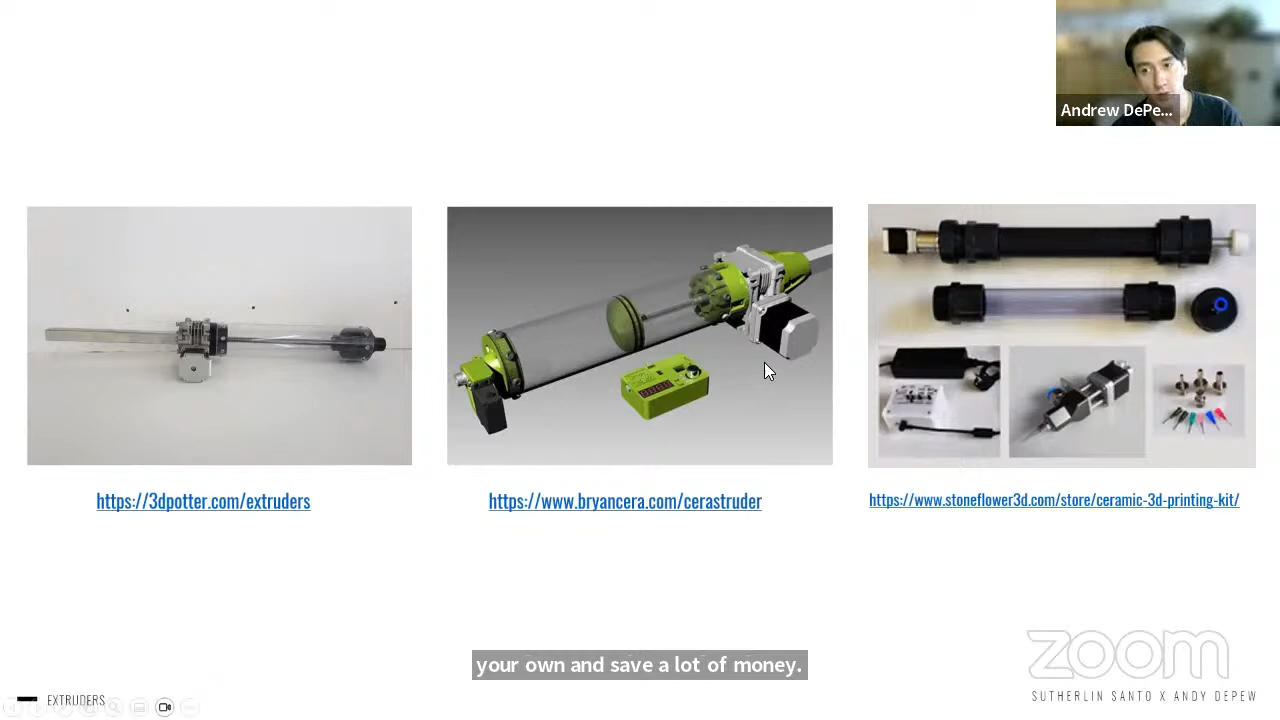 Andrew DePe...
https://3dpotter.com/extruders
https://www.bryancera.com/cerastruder
https://www.stoneflower3d.com/store/ceramic-3d-printing-kit/
your own and save a lot of money.
zoom
SUTHERLIN SANTO X ANDY DEPEW
EXTRUDERS